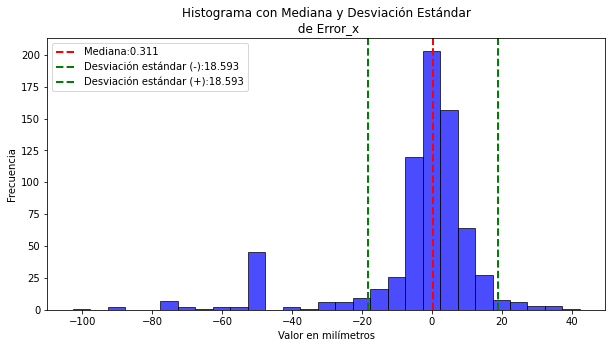 Histograma con Mediana y Desviación Estándar
de Error_x
Mediana:0.311
Desviación estándar (-):18.593
Desviación estándar (+):18.593
Frecuencia
200
175
150
125
100
75
50
25
0
−100 −80 −60 −40 −20 0 20 40
Valor en milímetros